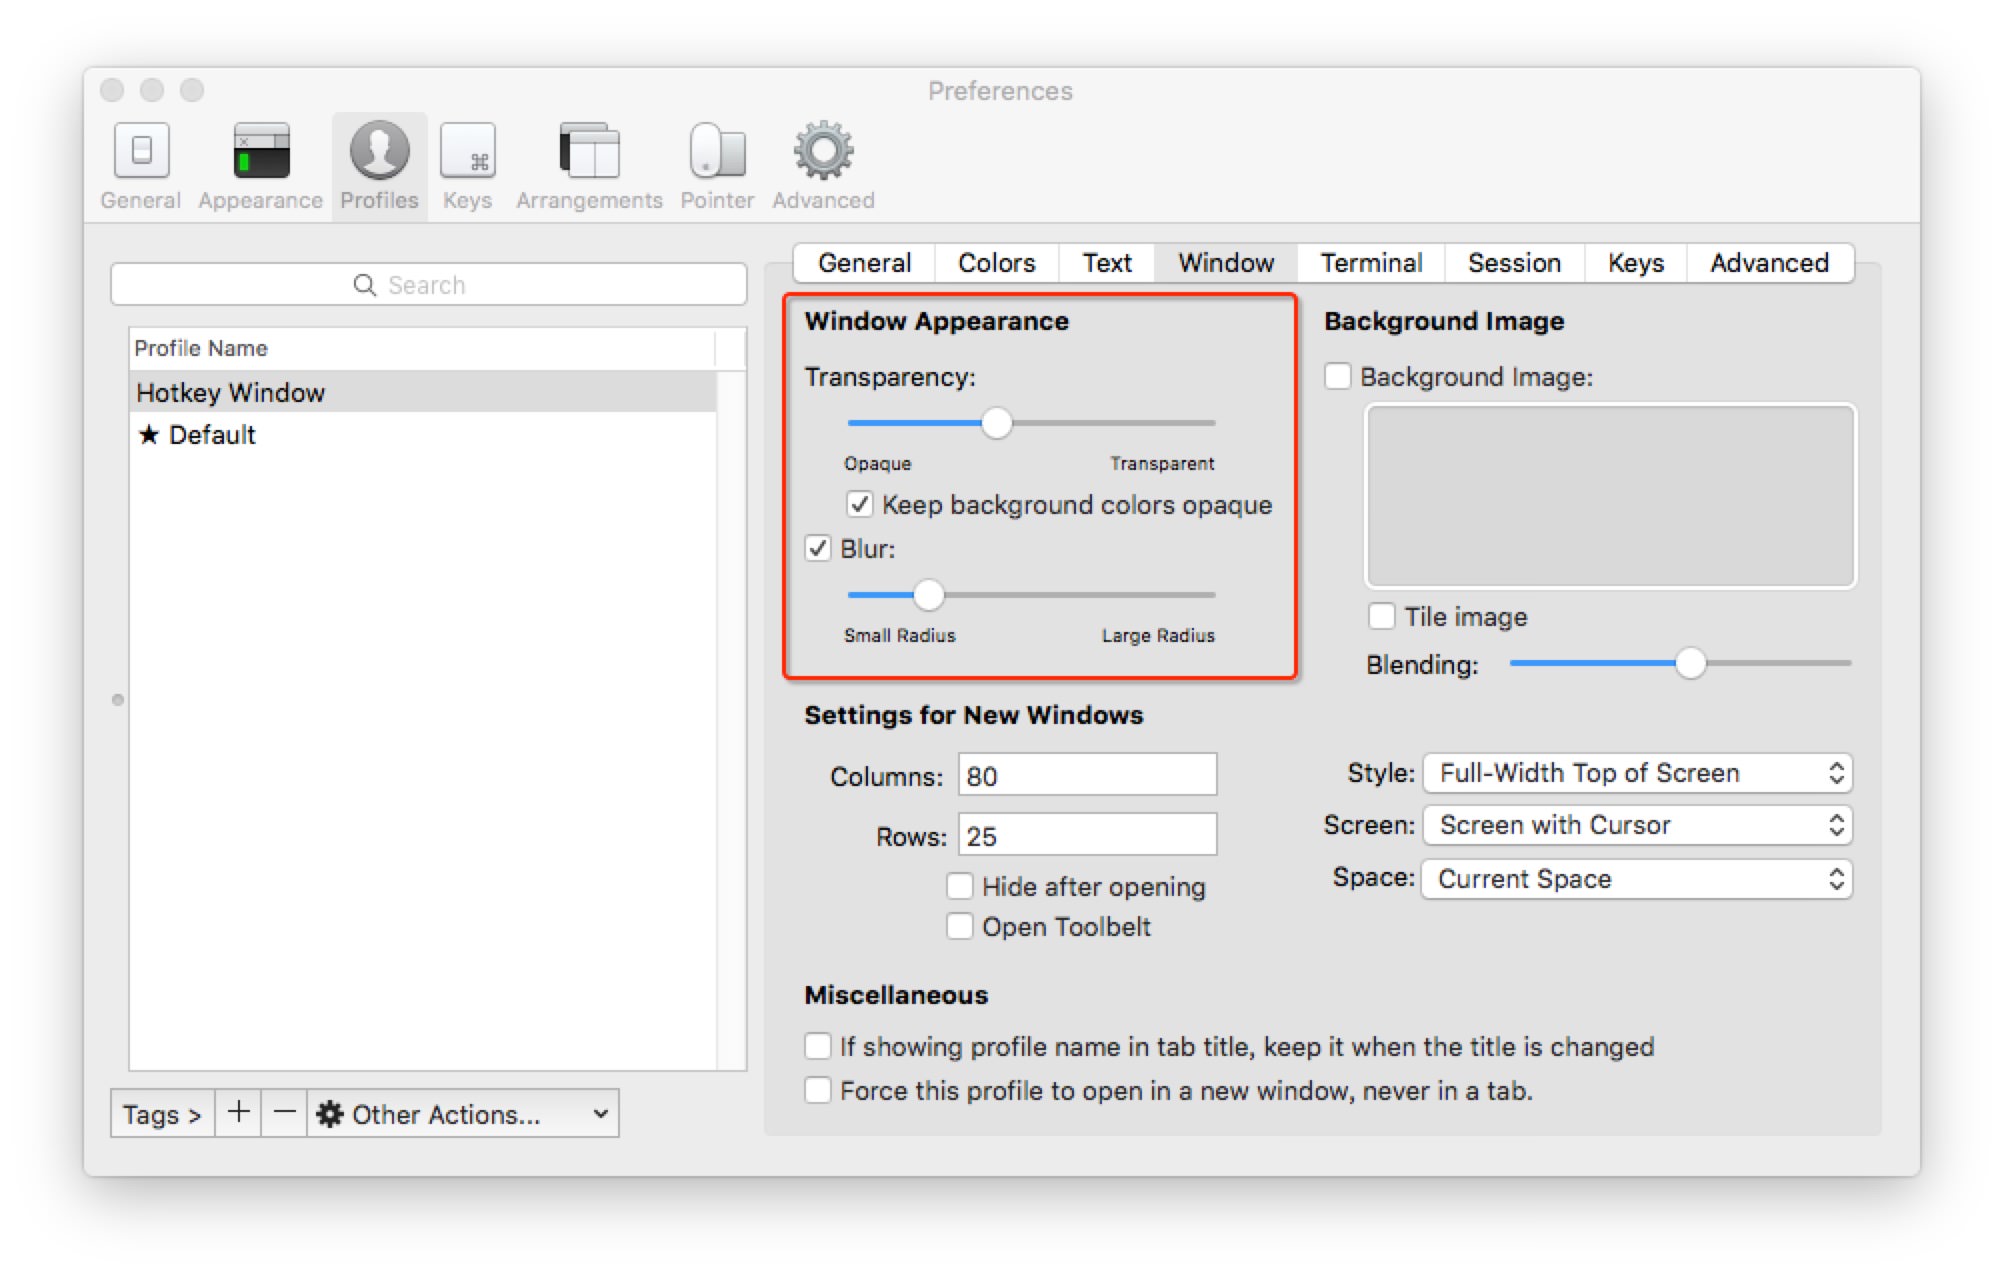 Preferences
General Appearance Profiles Keys Arrangements Pointer Advanced
General Colors Text Window Terminal Session Keys Advanced
Search
Profile Name
Hotkey Window
★ Default
Tags > + − Other Actions...
Window Appearance
Transparency:
Opaque Transparent
Keep background colors opaque
Blur:
Small Radius Large Radius
Background Image
Background Image:
Tile image
Blending:
Settings for New Windows
Columns: 80
Rows: 25
Hide after opening
Open Toolbelt
Style: Full-Width Top of Screen
Screen: Screen with Cursor
Space: Current Space
Miscellaneous
If showing profile name in tab title, keep it when the title is changed
Force this profile to open in a new window, never in a tab.